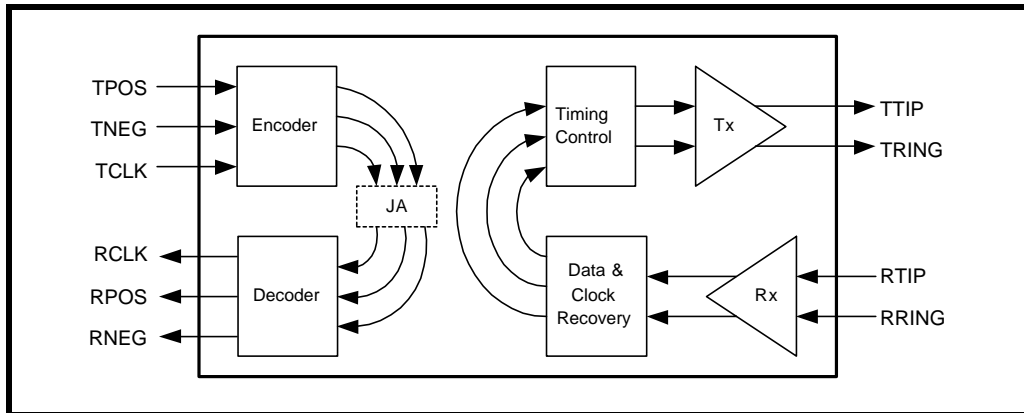 TPOS
TNEG
TCLK
Encoder
JA
RCLK
RPOS
RNEG
Decoder
Timing
Control
Tx
TTIP
TRING
Data &
Clock
Recovery
Rx
RTIP
RRING